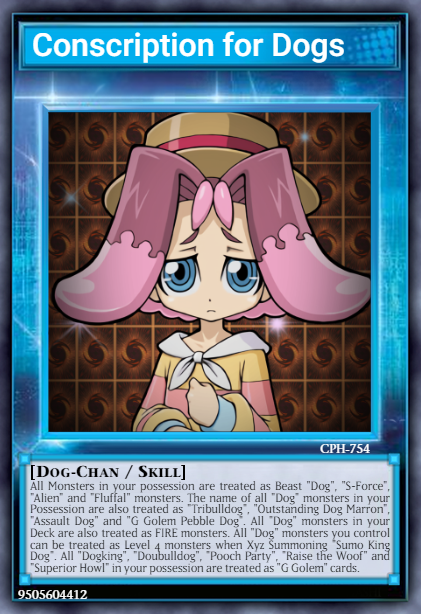 Conscription for Dogs
CPH-754
[Dog-Chan / Skill]
All Monsters in your possession are treated as Beast "Dog", "S-Force",
"Alien" and "Fluffal" monsters. The name of all "Dog" monsters in your
Possession are also treated as "Tribulldog", "Outstanding Dog Marron",
"Assault Dog" and "G Golem Pebble Dog". All "Dog" monsters in your
Deck are also treated as FIRE monsters. All "Dog" monsters you control
can be treated as Level 4 monsters when Xyz Summoning "Sumo King
Dog". All "Dogking", "Doubulldog", "Pooch Party", "Raise the Woof" and
"Superior Howl" in your possession are treated as "G Golem" cards.
9505604412